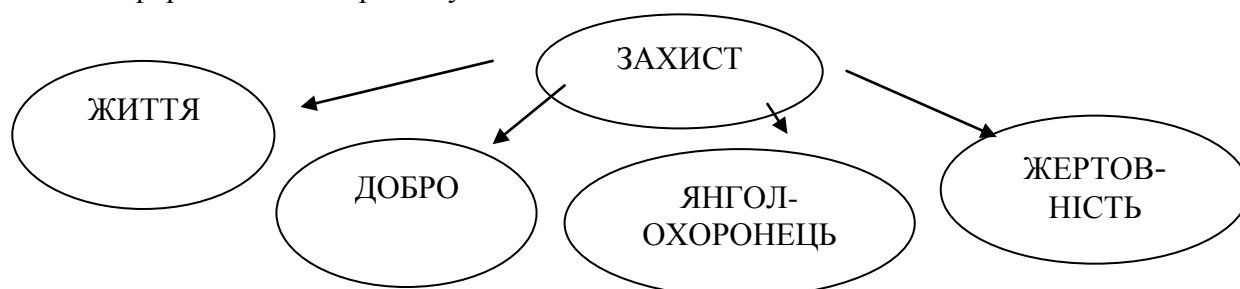 ЗАХИСТ
ЖИТТЯ
ДОБРО
ЯНГОЛ-
ОХОРОНЕЦЬ
ЖЕРТОВ-
НІСТЬ